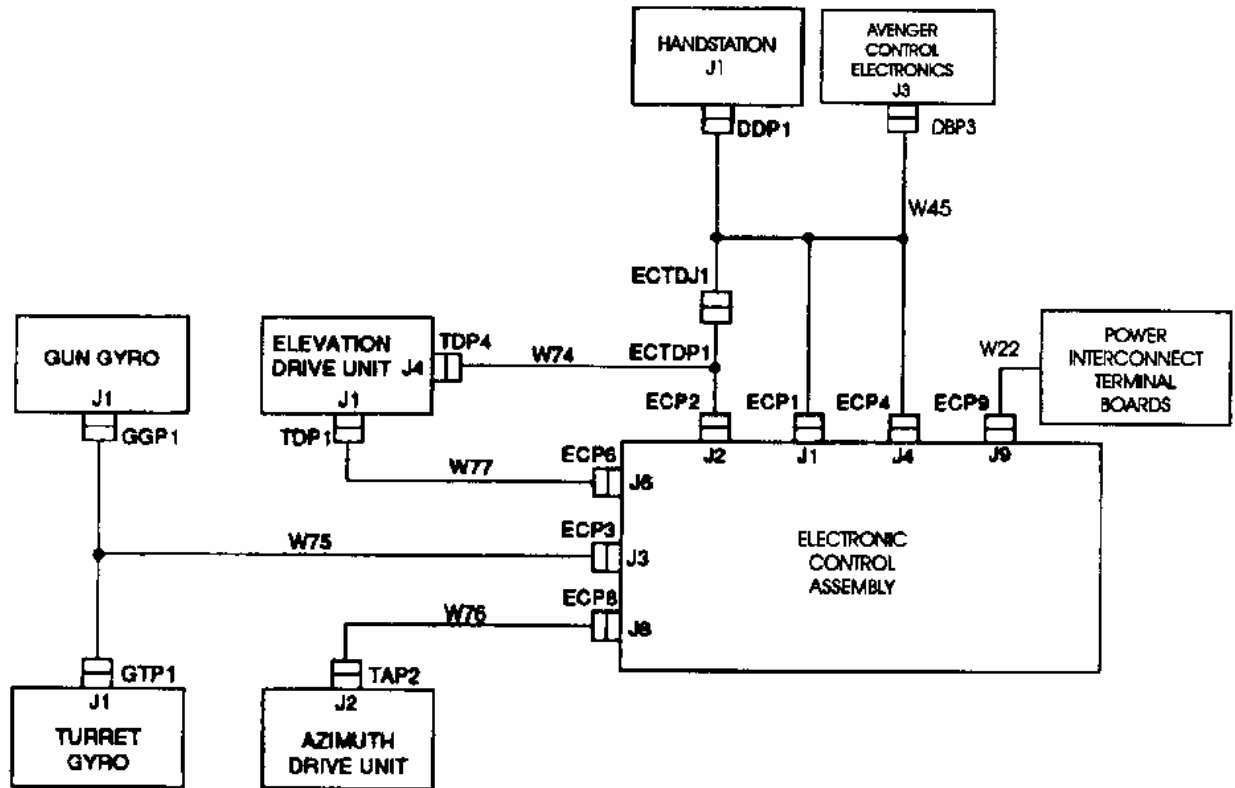 HANDSTATION
J1
DDP1
AVENGER
CONTROL
ELECTRONICS
J3
DBP3
W45
ECTDJ1
GUN GYRO
J1
GGP1
ELEVATION
DRIVE UNIT
J4
J1
TDP4
W74
ECTDP1
TDP1
W22
POWER
INTERCONNECT
TERMINAL
BOARDS
ECP2
ECP1
ECP4
ECP9
J2
J1
J4
J9
W77
ECP6
J6
W75
ECP3
J3
ELECTRONIC
CONTROL
ASSEMBLY
W76
ECP8
J8
GTP1
J1
TURRET
GYRO
TAP2
J2
AZIMUTH
DRIVE UNIT